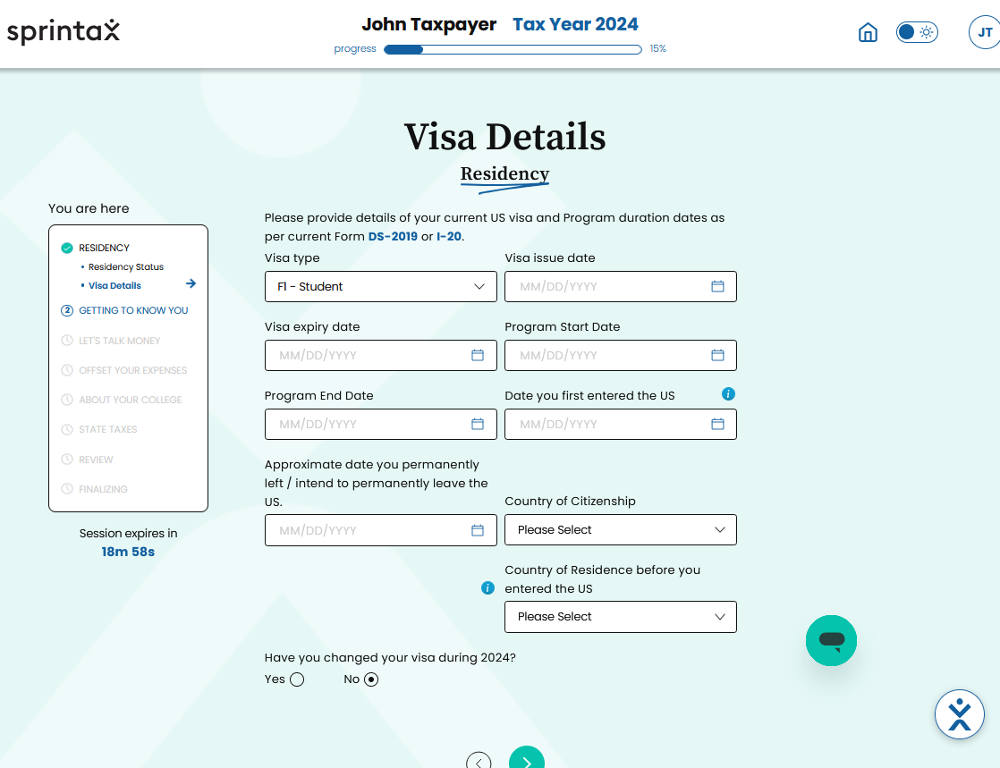 sprintax
John Taxpayer Tax Year 2024
progress 15%
JT
Visa Details
Residency
You are here
RESIDENCY
• Residency Status
• Visa Details
2 GETTING TO KNOW YOU
LET'S TALK MONEY
OFFSET YOUR EXPENSES
ABOUT YOUR COLLEGE
STATE TAXES
REVIEW
FINALIZING
Session expires in
18m 58s
Please provide details of your current US visa and Program duration dates as
per current Form DS-2019 or I-20.
Visa type
F1 - Student
Visa issue date
MM/DD/YYYY
Visa expiry date
MM/DD/YYYY
Program Start Date
MM/DD/YYYY
Program End Date
MM/DD/YYYY
Date you first entered the US
i
MM/DD/YYYY
Approximate date you permanently
left / intend to permanently leave the
US.
MM/DD/YYYY
Country of Citizenship
Please Select
i
Country of Residence before you
entered the US
Please Select
Have you changed your visa during 2024?
Yes No